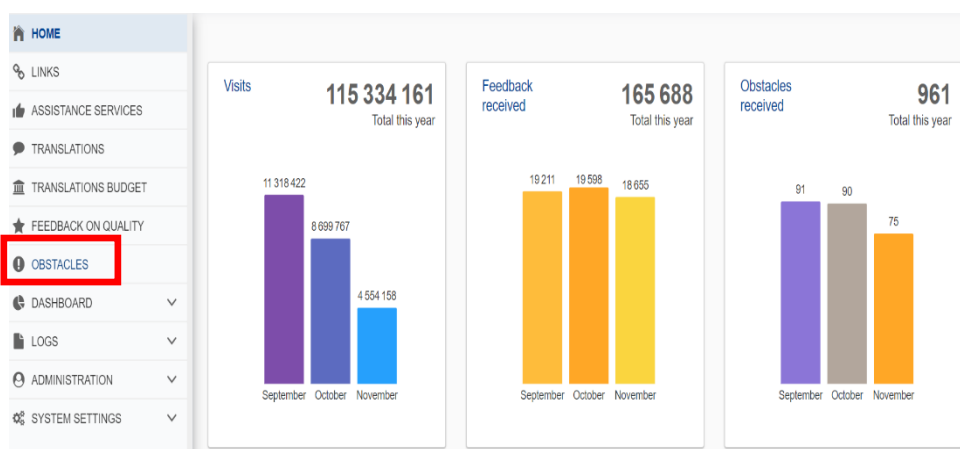 HOME
LINKS
ASSISTANCE SERVICES
TRANSLATIONS
TRANSLATIONS BUDGET
FEEDBACK ON QUALITY
OBSTACLES
DASHBOARD
LOGS
ADMINISTRATION
SYSTEM SETTINGS
Visits
115 334 161
Total this year
11 318 422
8 699 767
4 554 158
September October November
Feedback
received
165 688
Total this year
19 211
19 598
18 655
September October November
Obstacles
received
961
Total this year
91
90
75
September October November